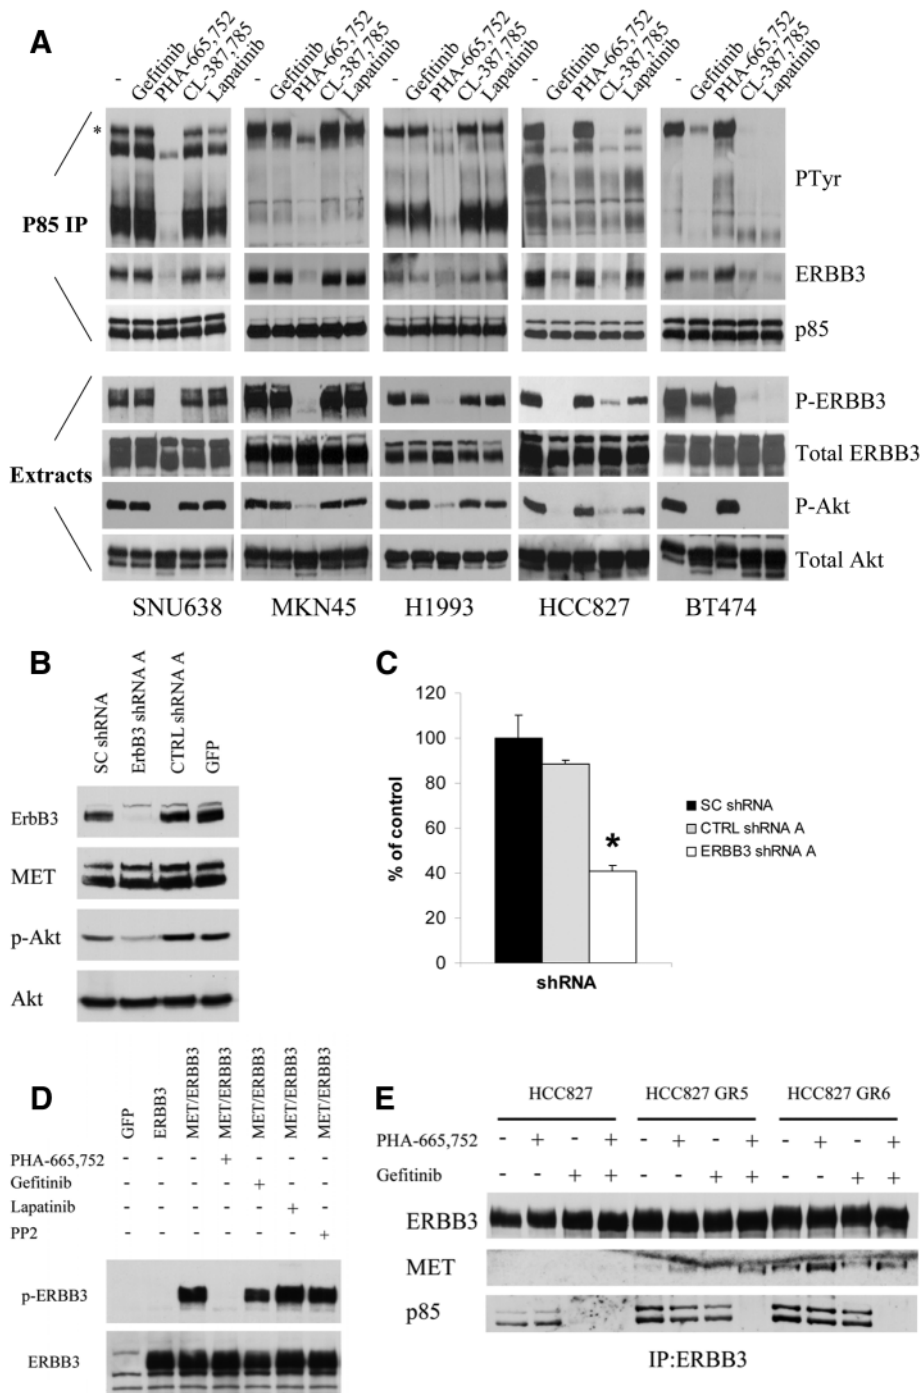 A
-
Gefitinib
PHA-665,752
CL-387,785
Lapatinib
-
Gefitinib
PHA-665,752
CL-387,785
Lapatinib
-
Gefitinib
PHA-665,752
CL-387,785
Lapatinib
-
Gefitinib
PHA-665,752
CL-387,785
Lapatinib
-
Gefitinib
PHA-665,752
CL-387,785
Lapatinib
*
PTyr
P85 IP
ERBB3
p85
P-ERBB3
Total ERBB3
Extracts
P-Akt
Total Akt
SNU638 MKN45 H1993 HCC827 BT474
B
SC shRNA
ErbB3 shRNA A
CTRL shRNA A
GFP
ErbB3
MET
p-Akt
Akt
C
120
100
80
60
40
20
0
% of control
*
shRNA
SC shRNA
CTRL shRNA A
ERBB3 shRNA A
D
GFP
ERBB3
MET/ERBB3
MET/ERBB3
MET/ERBB3
MET/ERBB3
MET/ERBB3
PHA-665,752 - - - + - - -
Gefitinib - - - - + - -
Lapatinib - - - - - + -
PP2 - - - - - - +
p-ERBB3
ERBB3
E
HCC827 HCC827 GR5 HCC827 GR6
PHA-665,752 - + - + - + - + - + - +
Gefitinib - - + + - - + + - - + +
ERBB3
MET
p85
IP:ERBB3